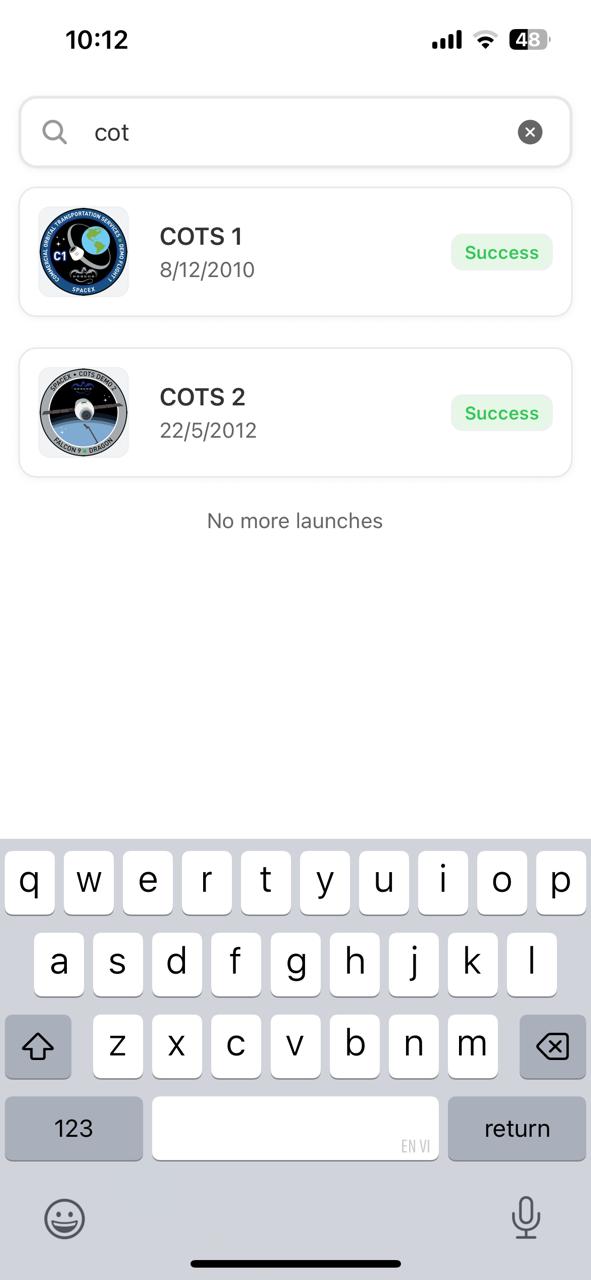 10:12
48
cot
COMMERCIAL ORBITAL TRANSPORTATION SERVICES
DEMO FLIGHT 1
C1
DRAGON
SPACEX
COTS 1
8/12/2010
Success
SPACEX • COTS DEMO 2
FALCON 9 DRAGON
COTS 2
22/5/2012
Success
No more launches
q w e r t y u i o p
a s d f g h j k l
z x c v b n m
123
EN VI
return